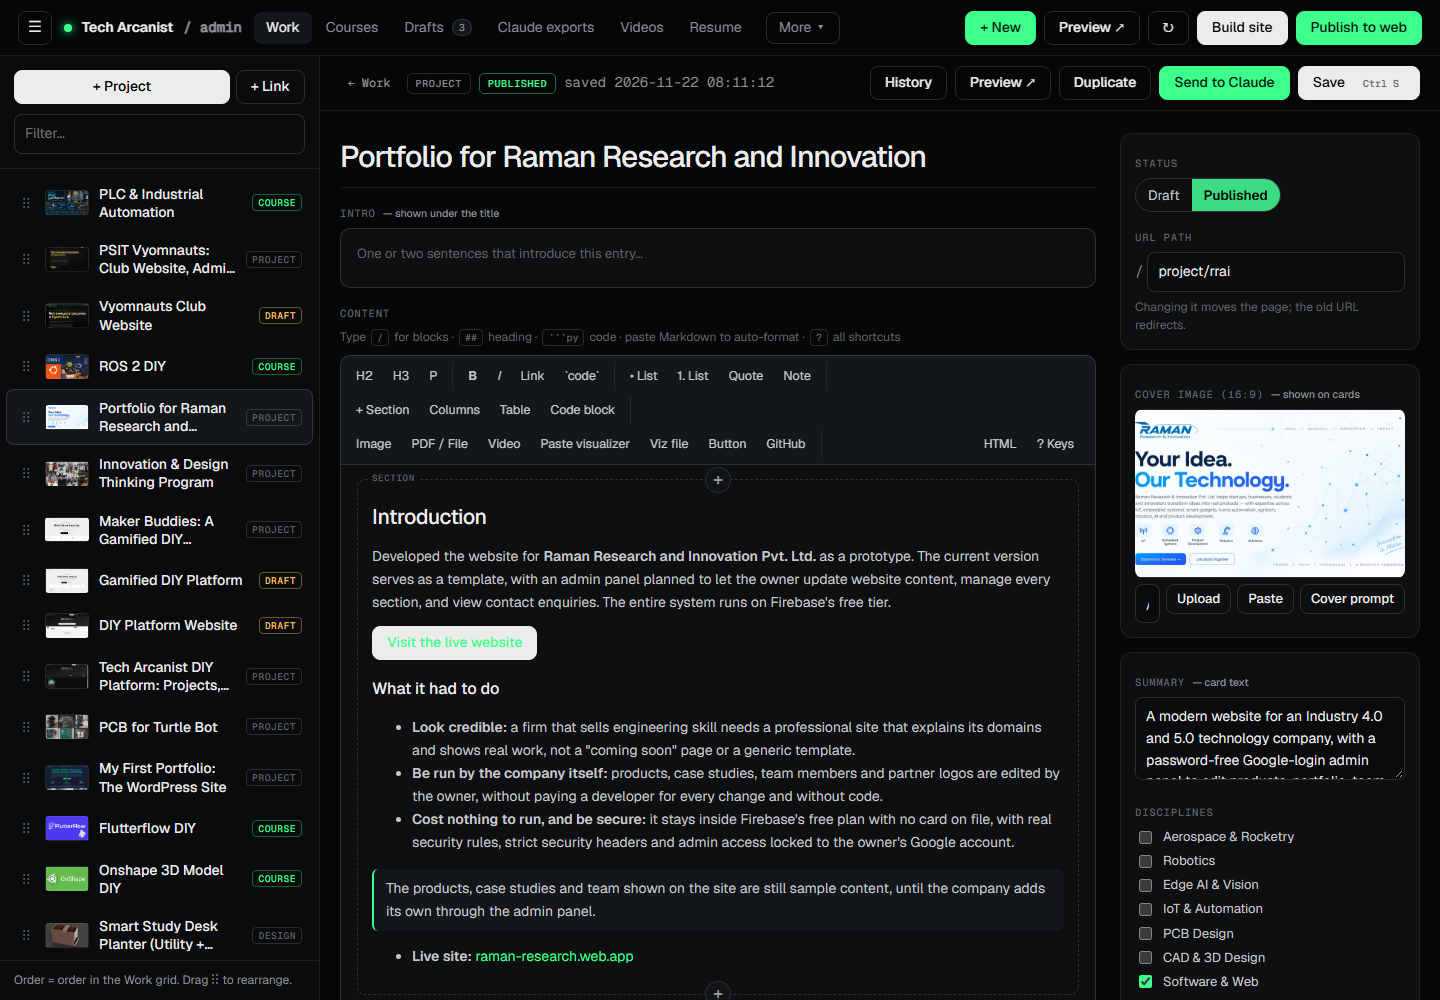 ☰ Tech Arcanist / admin Work Courses Drafts 3 Claude exports Videos Resume More ▾ + New Preview ↗ ↻ Build site Publish to web
+ Project + Link
Filter...
PLC & Industrial
Automation
COURSE
PSIT Vyomnauts:
Club Website, Admi...
PROJECT
Vyomnauts Club
Website
DRAFT
ROS 2 DIY
COURSE
Portfolio for Raman
Research and...
PROJECT
Innovation & Design
Thinking Program
PROJECT
Maker Buddies: A
Gamified DIY...
PROJECT
Gamified DIY Platform
DRAFT
DIY Platform Website
DRAFT
Tech Arcanist DIY
Platform: Projects,...
PROJECT
PCB for Turtle Bot
PROJECT
My First Portfolio:
The WordPress Site
PROJECT
Flutterflow DIY
COURSE
Onshape 3D Model
DIY
COURSE
Smart Study Desk
Planter (Utility +...
DESIGN
Order = order in the Work grid. Drag ⠿ to rearrange.
← Work PROJECT PUBLISHED saved 2026-11-22 08:11:12 History Preview ↗ Duplicate Send to Claude Save Ctrl S
Portfolio for Raman Research and Innovation
INTRO — shown under the title
One or two sentences that introduce this entry...
CONTENT
Type / for blocks · ## heading · ```py code · paste Markdown to auto-format · ? all shortcuts
H2 H3 P B I Link `code` • List 1. List Quote Note
+ Section Columns Table Code block
Image PDF / File Video Paste visualizer Viz file Button GitHub HTML ? Keys
SECTION
+
Introduction
Developed the website for Raman Research and Innovation Pvt. Ltd. as a prototype. The current version
serves as a template, with an admin panel planned to let the owner update website content, manage every
section, and view contact enquiries. The entire system runs on Firebase's free tier.
Visit the live website
What it had to do
• Look credible: a firm that sells engineering skill needs a professional site that explains its domains
and shows real work, not a "coming soon" page or a generic template.
• Be run by the company itself: products, case studies, team members and partner logos are edited by
the owner, without paying a developer for every change and without code.
• Cost nothing to run, and be secure: it stays inside Firebase's free plan with no card on file, with real
security rules, strict security headers and admin access locked to the owner's Google account.
The products, case studies and team shown on the site are still sample content, until the company adds
its own through the admin panel.
• Live site: raman-research.web.app
+
STATUS
Draft Published
URL PATH
/ project/rrai
Changing it moves the page; the old URL
redirects.
COVER IMAGE (16:9) — shown on cards
RAMAN
Research & Innovation
Your Idea.
Our Technology.
Raman Research & Innovation Pvt. Ltd. helps startups, businesses, students
/ Upload Paste Cover prompt
SUMMARY — card text
A modern website for an Industry 4.0
and 5.0 technology company, with a
password-free Google-login admin
DISCIPLINES
Aerospace & Rocketry
Robotics
Edge AI & Vision
IoT & Automation
PCB Design
CAD & 3D Design
Software & Web